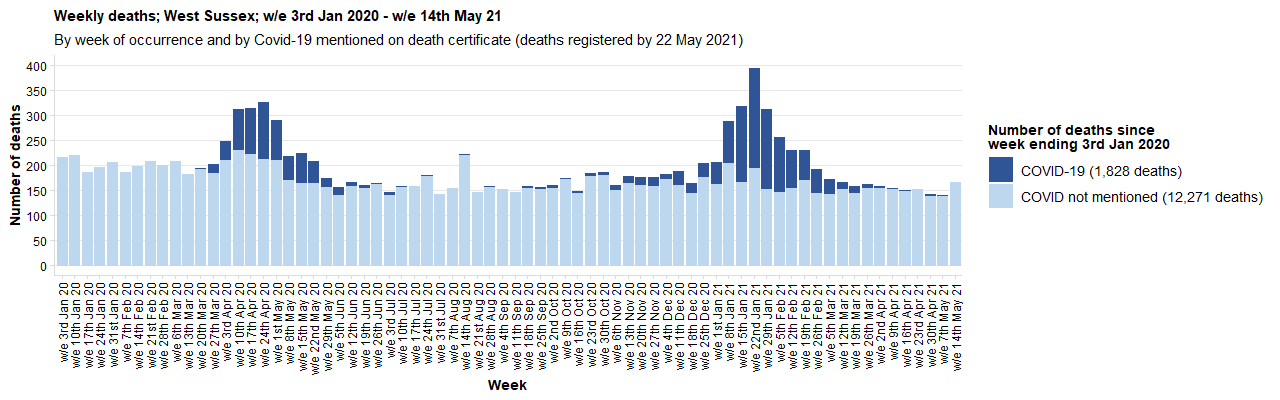 Weekly deaths; West Sussex; w/e 3rd Jan 2020 - w/e 14th May 21
By week of occurrence and by Covid-19 mentioned on death certificate (deaths registered by 22 May 2021)
Number of deaths
400
350
300
250
200
150
100
50
0
w/e 3rd Jan 20
w/e 10th Jan 20
w/e 17th Jan 20
w/e 24th Jan 20
w/e 31st Jan 20
w/e 7th Feb 20
w/e 14th Feb 20
w/e 21st Feb 20
w/e 28th Feb 20
w/e 6th Mar 20
w/e 13th Mar 20
w/e 20th Mar 20
w/e 27th Mar 20
w/e 3rd Apr 20
w/e 10th Apr 20
w/e 17th Apr 20
w/e 24th Apr 20
w/e 1st May 20
w/e 8th May 20
w/e 15th May 20
w/e 22nd May 20
w/e 29th May 20
w/e 5th Jun 20
w/e 12th Jun 20
w/e 19th Jun 20
w/e 26th Jun 20
w/e 3rd Jul 20
w/e 10th Jul 20
w/e 17th Jul 20
w/e 24th Jul 20
w/e 31st Jul 20
w/e 7th Aug 20
w/e 14th Aug 20
w/e 21st Aug 20
w/e 28th Aug 20
w/e 4th Sep 20
w/e 11th Sep 20
w/e 18th Sep 20
w/e 25th Sep 20
w/e 2nd Oct 20
w/e 9th Oct 20
w/e 16th Oct 20
w/e 23rd Oct 20
w/e 30th Oct 20
w/e 6th Nov 20
w/e 13th Nov 20
w/e 20th Nov 20
w/e 27th Nov 20
w/e 4th Dec 20
w/e 11th Dec 20
w/e 18th Dec 20
w/e 25th Dec 20
w/e 1st Jan 21
w/e 8th Jan 21
w/e 15th Jan 21
w/e 22nd Jan 21
w/e 29th Jan 21
w/e 5th Feb 21
w/e 12th Feb 21
w/e 19th Feb 21
w/e 26th Feb 21
w/e 5th Mar 21
w/e 12th Mar 21
w/e 19th Mar 21
w/e 26th Mar 21
w/e 2nd Apr 21
w/e 9th Apr 21
w/e 16th Apr 21
w/e 23rd Apr 21
w/e 30th Apr 21
w/e 7th May 21
w/e 14th May 21
Week
Number of deaths since
week ending 3rd Jan 2020
COVID-19 (1,828 deaths)
COVID not mentioned (12,271 deaths)